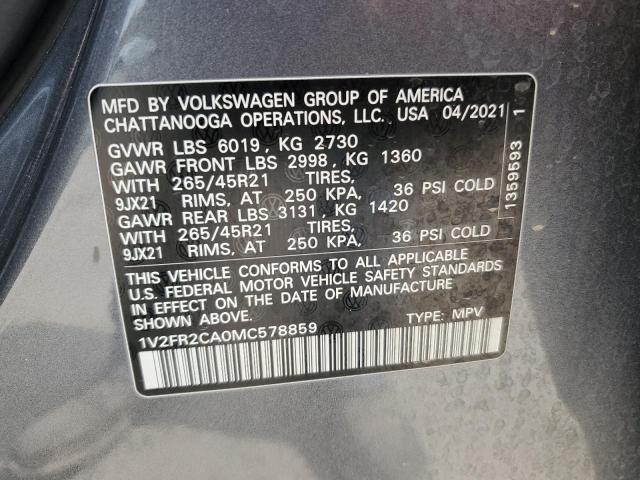 MFD BY VOLKSWAGEN GROUP OF AMERICA
CHATTANOOGA OPERATIONS, LLC. USA 04/2021
GVWR LBS 6019, KG 2730
GAWR FRONT LBS 2998, KG 1360
WITH 265/45R21 TIRES,
9JX21 RIMS, AT 250 KPA, 36 PSI COLD
GAWR REAR LBS 3131, KG 1420
WITH 265/45R21 TIRES,
9JX21 RIMS, AT 250 KPA, 36 PSI COLD
THIS VEHICLE CONFORMS TO ALL APPLICABLE
U.S. FEDERAL MOTOR VEHICLE SAFETY STANDARDS
IN EFFECT ON THE DATE OF MANUFACTURE
SHOWN ABOVE.
1V2FR2CA0MC578859 TYPE: MPV
1359593 1